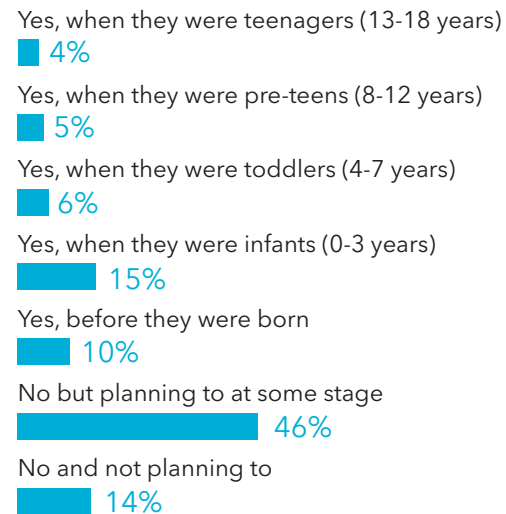 Yes, when they were teenagers (13-18 years)
4%
Yes, when they were pre-teens (8-12 years)
5%
Yes, when they were toddlers (4-7 years)
6%
Yes, when they were infants (0-3 years)
15%
Yes, before they were born
10%
No but planning to at some stage
46%
No and not planning to
14%